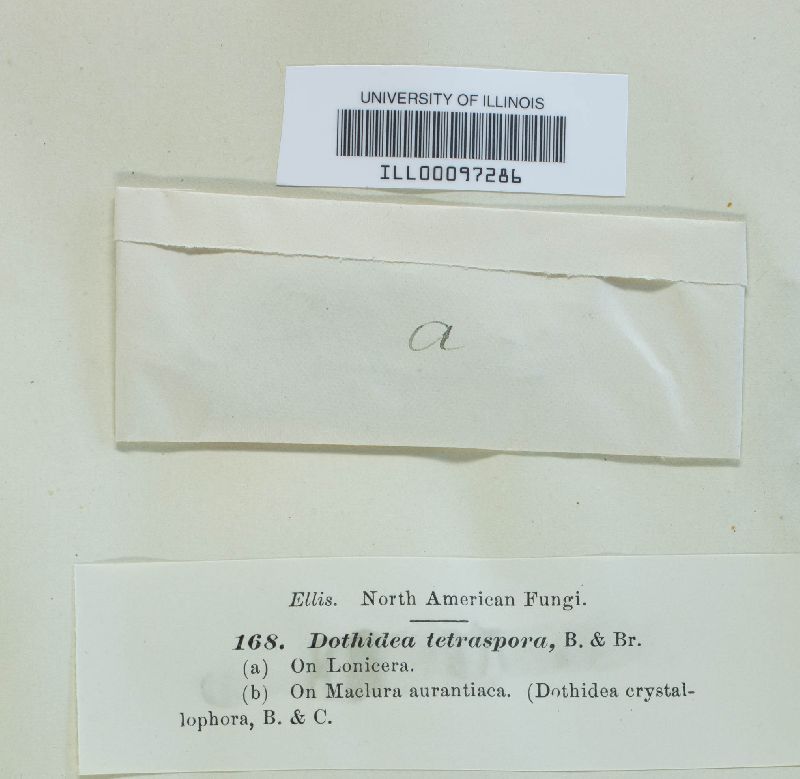 UNIVERSITY OF ILLINOIS
ILL00097286
a
Ellis. North American Fungi.
168. Dothidea tetraspora, B. & Br.
(a) On Lonicera.
(b) On Maclura aurantiaca. (Dothidea crystal-
lophora, B. & C.